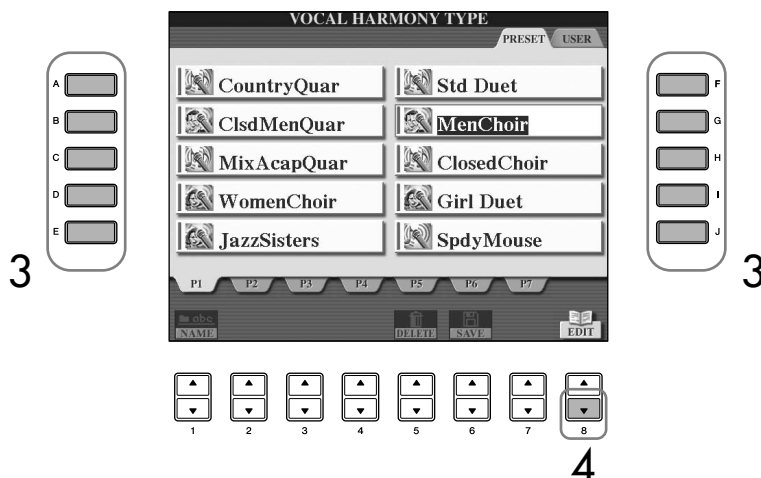 VOCAL HARMONY TYPE
PRESET USER
A CountryQuar Std Duet F
B ClsdMenQuar MenChoir G
C MixAcapQuar ClosedChoir H
D WomenChoir Girl Duet I
E JazzSisters SpdyMouse J
3 3
P1 P2 P3 P4 P5 P6 P7
abc
NAME DELETE SAVE EDIT
1 2 3 4 5 6 7 8
4